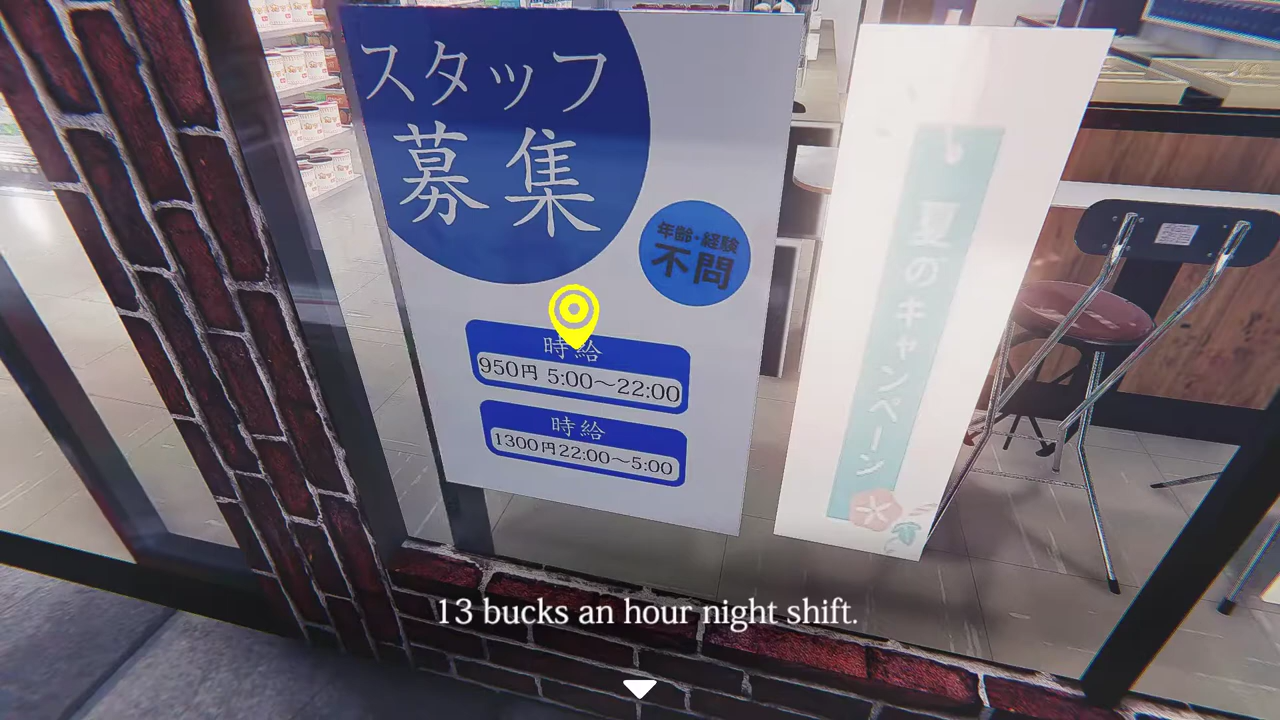 スタッフ
募集
年齢・経験
不問
時給
950円 5:00～22:00
時給
1300円22:00～5:00
夏のキャンペーン
13 bucks an hour night shift.